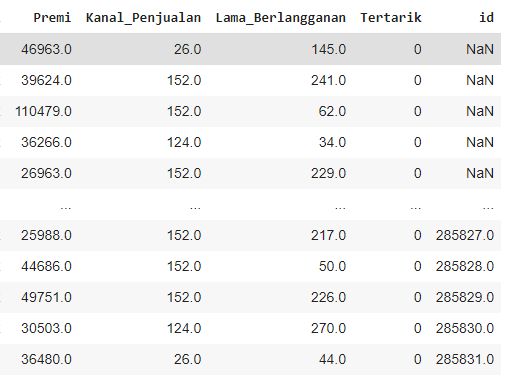 Premi Kanal_Penjualan Lama_Berlangganan Tertarik id
46963.0 26.0 145.0 0 NaN
39624.0 152.0 241.0 0 NaN
110479.0 152.0 62.0 0 NaN
36266.0 124.0 34.0 0 NaN
26963.0 152.0 229.0 0 NaN
... ... ... ... ...
25988.0 152.0 217.0 0 285827.0
44686.0 152.0 50.0 0 285828.0
49751.0 152.0 226.0 0 285829.0
30503.0 124.0 270.0 0 285830.0
36480.0 26.0 44.0 0 285831.0